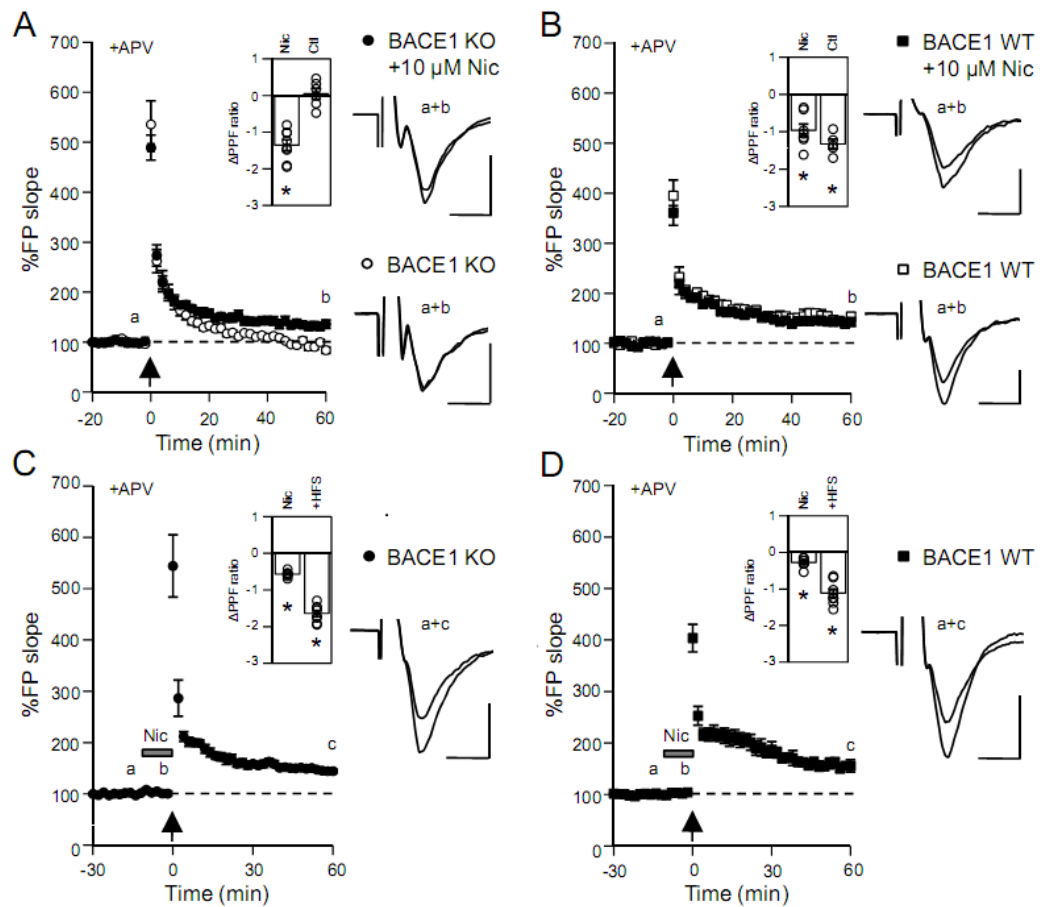 A
+APV
700
600
500
400
300
200
100
0
%FP slope
-20
0
20
40
60
Time (min)
a
b
Nic
Ctl
1
0
-1
-2
-3
ΔPPF ratio
*
BACE1 KO
+10 µM Nic
a+b
BACE1 KO
a+b
B
+APV
700
600
500
400
300
200
100
0
%FP slope
-20
0
20
40
60
Time (min)
a
b
Nic
Ctl
1
0
-1
-2
-3
ΔPPF ratio
*
*
BACE1 WT
+10 µM Nic
a+b
BACE1 WT
a+b
C
+APV
700
600
500
400
300
200
100
0
%FP slope
-30
0
30
60
Time (min)
Nic
a
b
c
Nic
+HFS
1
0
-1
-2
-3
ΔPPF ratio
*
*
BACE1 KO
a+c
D
+APV
700
600
500
400
300
200
100
0
%FP slope
-30
0
30
60
Time (min)
Nic
a
b
c
Nic
+HFS
1
0
-1
-2
-3
ΔPPF ratio
*
*
BACE1 WT
a+c